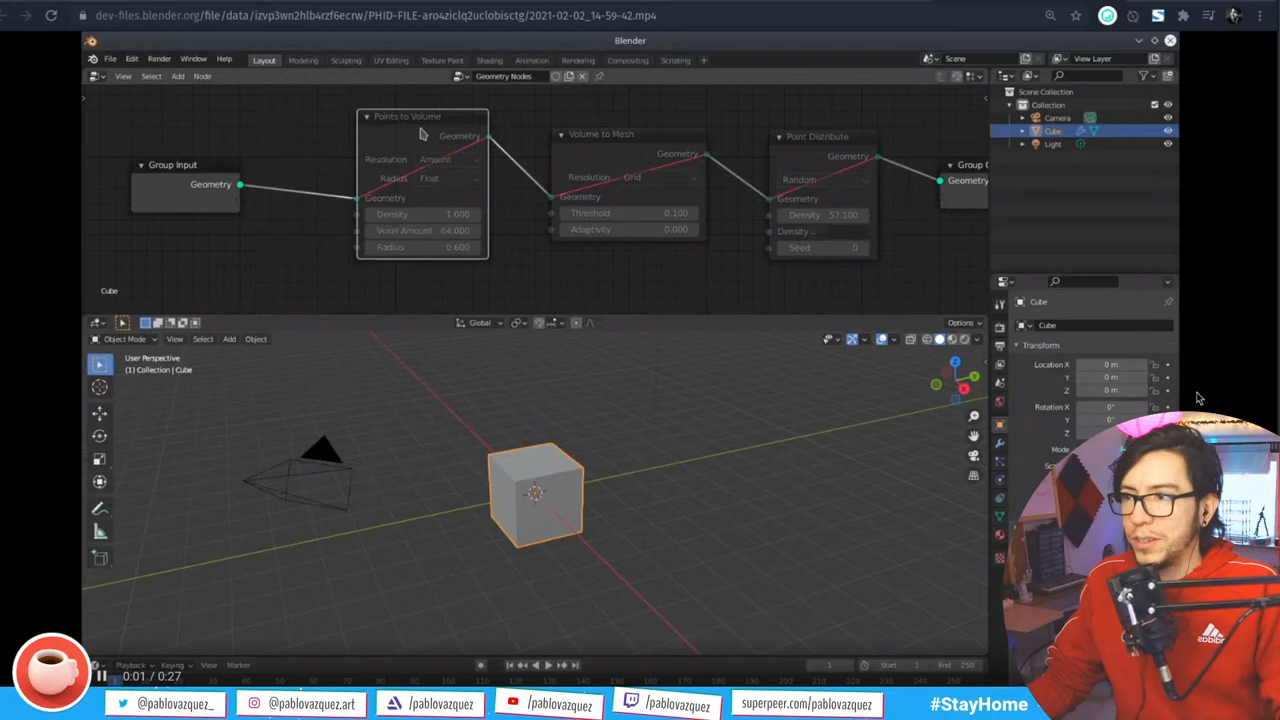 dev-files.blender.org/file/data/izvp3wn2hlb4rzf6ecrw/PHID-FILE-aro4ziclq2uclobisctg/2021-02-02_14-59-42.mp4
Blender
File Edit Render Window Help
Layout Modeling Sculpting UV Editing Texture Paint Shading Animation Rendering Compositing Scripting +
Scene
View Layer
View Select Add Node
Geometry Nodes
Scene Collection
Collection
Camera
Cube
Light
Group Input
Geometry
Points to Volume
Geometry
Resolution Amount
Radius Float
Geometry
Density 1.000
Voxel Amount 64.000
Radius 0.600
Volume to Mesh
Geometry
Resolution Grid
Geometry
Threshold 0.100
Adaptivity 0.000
Point Distribute
Geometry
Random
Geometry
Density 57.100
Density ...
Seed 0
Group O
Geometry
Cube
Global
Options
Object Mode View Select Add Object
User Perspective
(1) Collection | Cube
Z
Y
X
Cube
Cube
Transform
Location X 0 m
Y 0 m
Z 0 m
Rotation X 0°
Y 0°
Z
Mode
Playback Keying View Marker
1 Start 1 End 250
0:01 / 0:27
adidas
@pablovazquez_
@pablovazquez.art
/pablovazquez
/pablovazquez
/pablovazquez
superpeer.com/pablovazquez
#StayHome